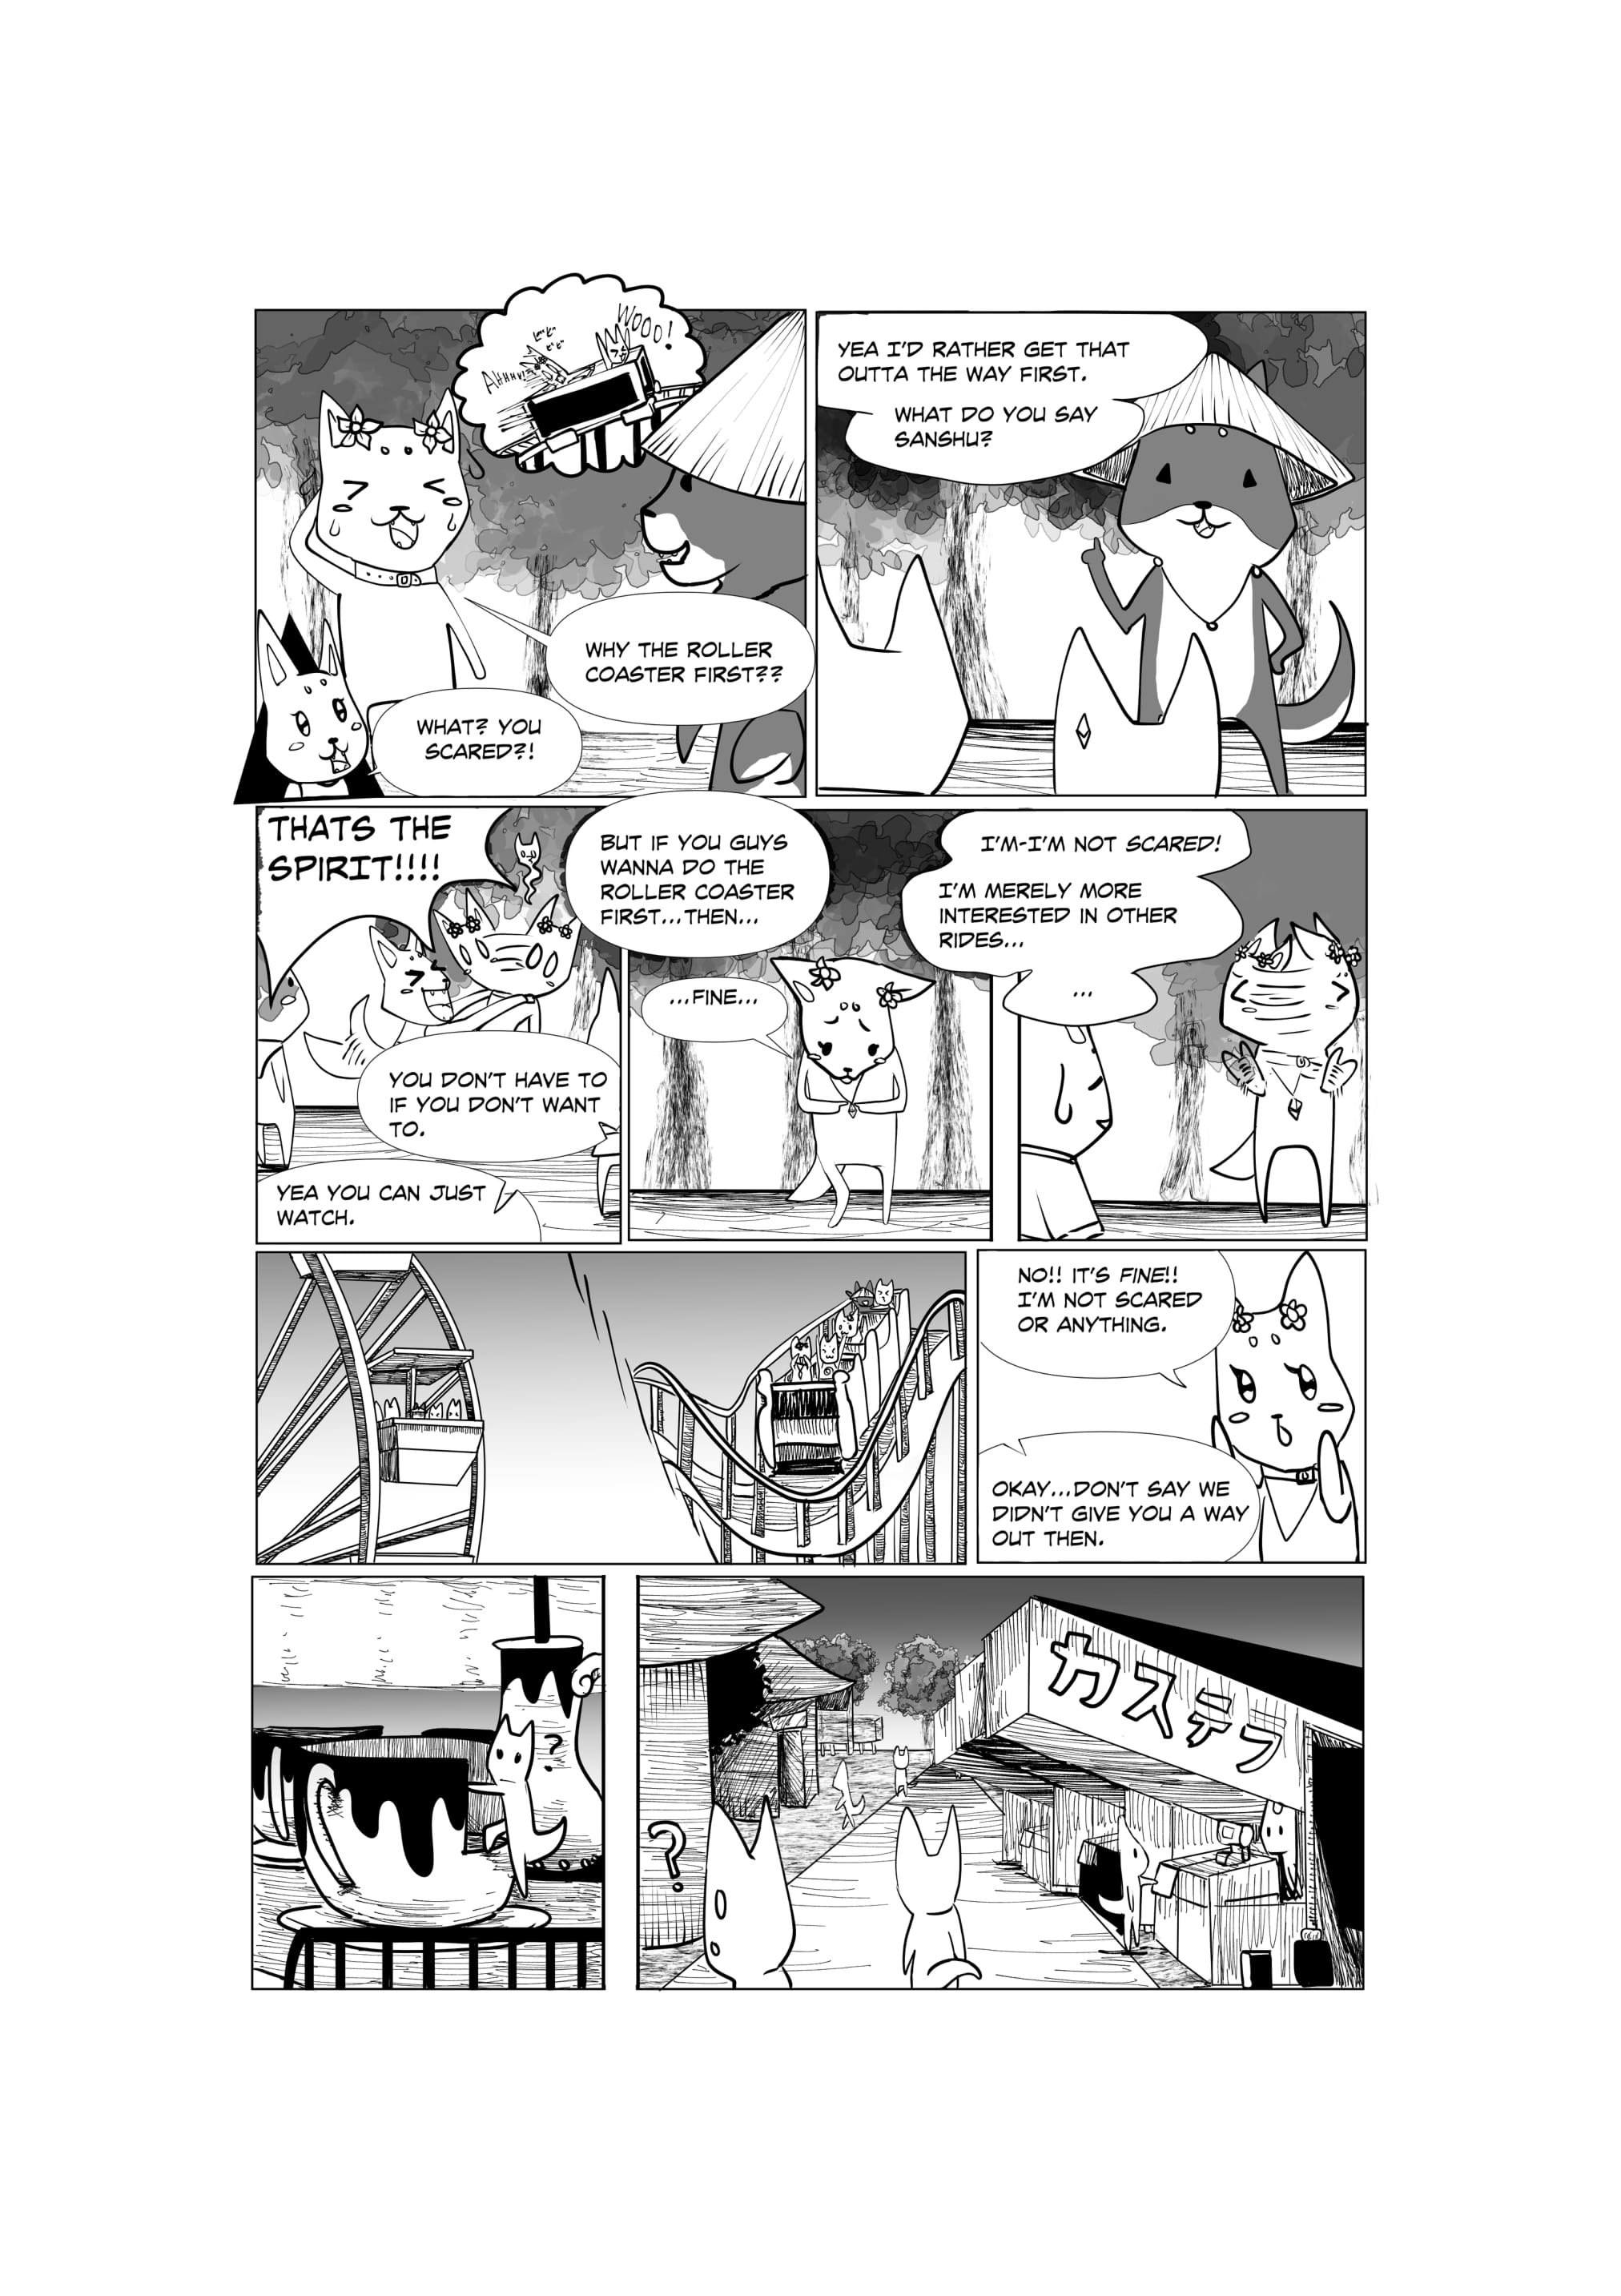 YEA I'D RATHER GET THAT
OUTTA THE WAY FIRST.
WHAT DO YOU SAY
SANSHU?
WOOO!
WHY THE ROLLER
COASTER FIRST??
WHAT? YOU
SCARED?!
I'M-I'M NOT SCARED!
I'M MERELY MORE
INTERESTED IN OTHER
RIDES...
...
BUT IF YOU GUYS
WANNA DO THE
ROLLER COASTER
FIRST...THEN...
...FINE...
THATS THE
SPIRIT!!!!
YOU DON'T HAVE TO
IF YOU DON'T WANT
TO.
YEA YOU CAN JUST
WATCH.
NO!! IT'S FINE!!
I'M NOT SCARED
OR ANYTHING.
OKAY...DON'T SAY WE
DIDN'T GIVE YOU A WAY
OUT THEN.
カステフ
?
?